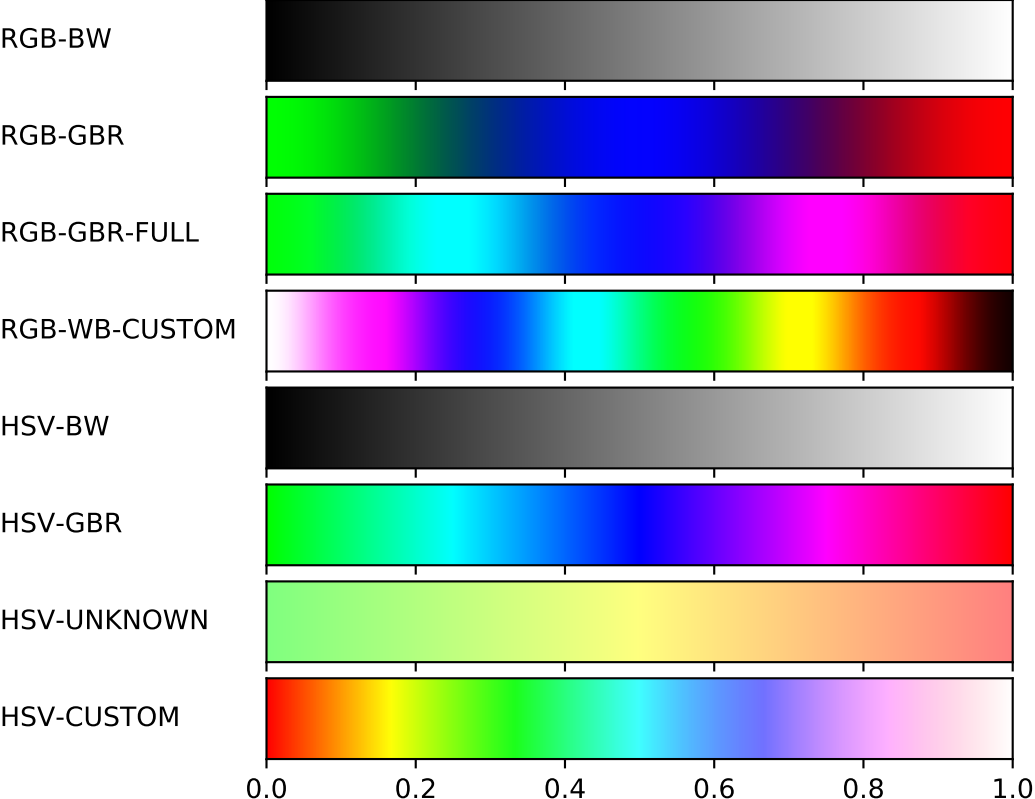 RGB-BW
RGB-GBR
RGB-GBR-FULL
RGB-WB-CUSTOM
HSV-BW
HSV-GBR
HSV-UNKNOWN
HSV-CUSTOM
0.0 0.2 0.4 0.6 0.8 1.0